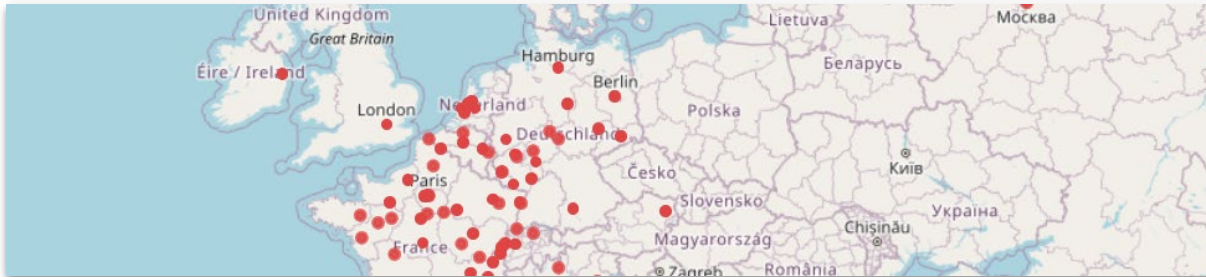 United Kingdom
Great Britain
Éire / Ireland
London
Nederland
Hamburg
Berlin
Deutschland
Polska
Lietuva
Москва
Беларусь
Paris
France
Česko
Slovensko
Magyarország
Zagreb
România
Chișinău
Київ
Україна